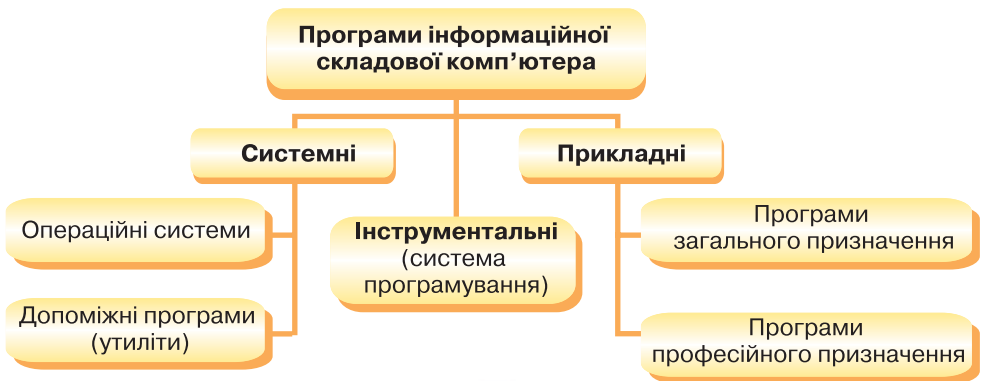 Програми інформаційної
складової комп’ютера
Системні
Прикладні
Операційні системи
Інструментальні
(система
програмування)
Програми
загального призначення
Допоміжні програми
(утиліти)
Програми
професійного призначення